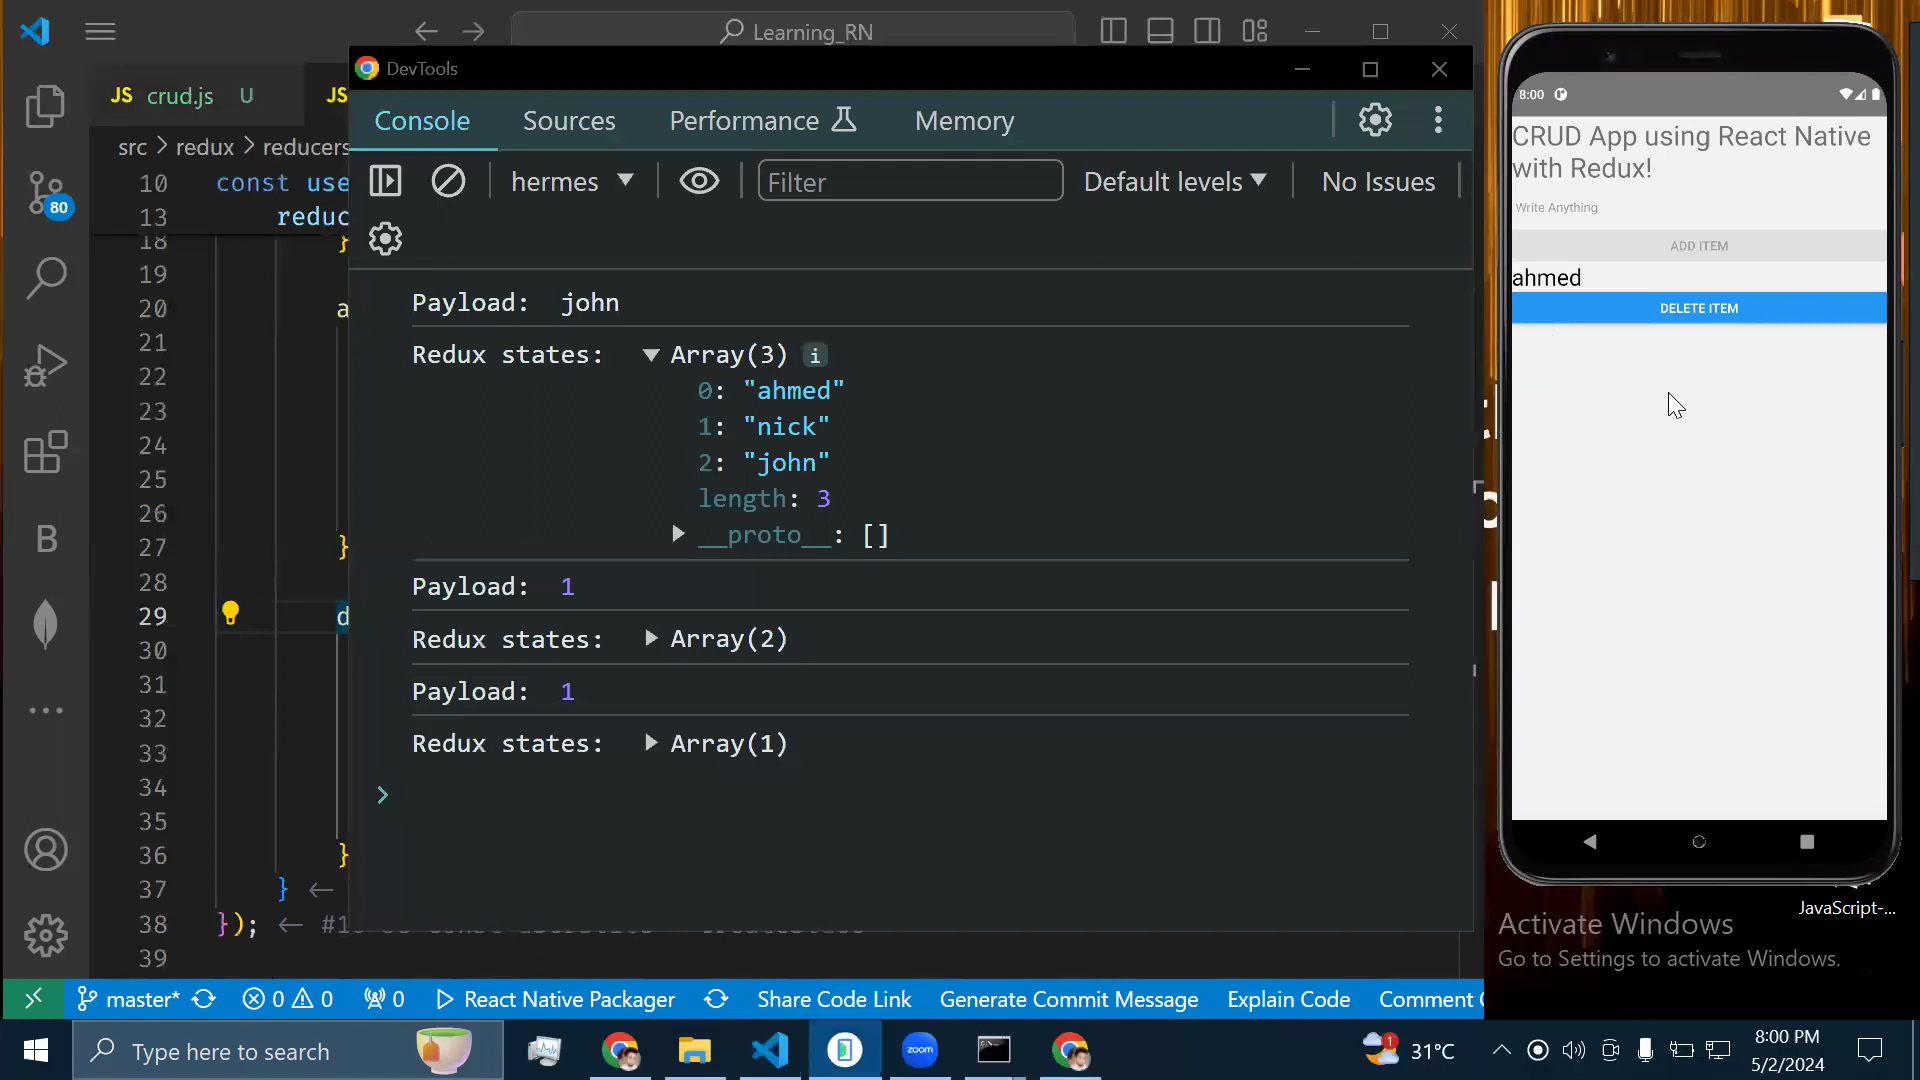 Learning_RN
JS crud.js U JS
DevTools
Console Sources Performance Memory
hermes Filter Default levels No Issues
src > redux > reducers
10 const use
13 reduc
18 }
19
20 a
21
22
23
24
25
26
27 }
28
29 d
30
31
32
33
34
35
36 }
37 } ←
38 }); ← #1
39
Payload: john
Redux states: ▼ Array(3) i
0: "ahmed"
1: "nick"
2: "john"
length: 3
▶ __proto__: []
Payload: 1
Redux states: ▶ Array(2)
Payload: 1
Redux states: ▶ Array(1)
>
80
B
8:00
CRUD App using React Native
with Redux!
Write Anything
ADD ITEM
ahmed
DELETE ITEM
JavaScript-...
Activate Windows
Go to Settings to activate Windows.
master* 0 0 0 React Native Packager Share Code Link Generate Commit Message Explain Code Comment
Type here to search
zoom
1 31°C
8:00 PM
5/2/2024